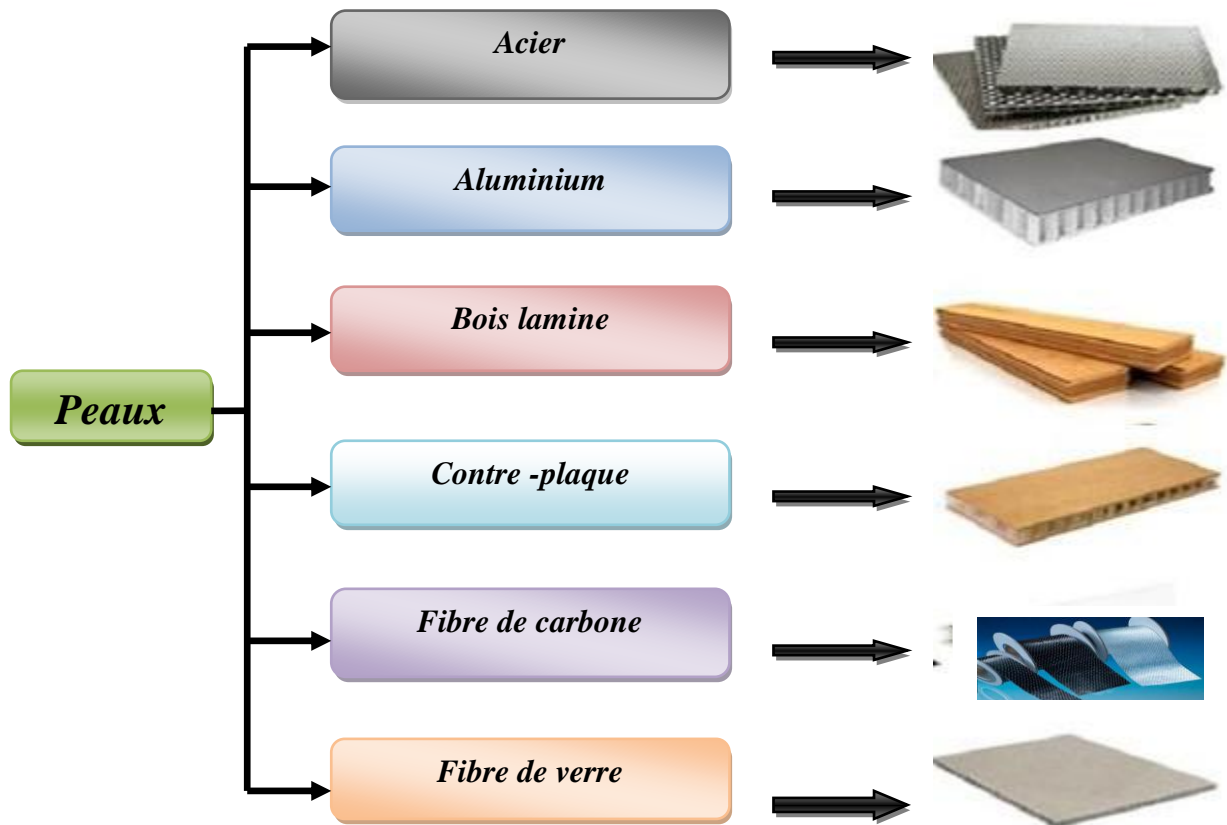 Acier
Aluminium
Bois lamine
Peaux
Contre -plaque
Fibre de carbone
Fibre de verre